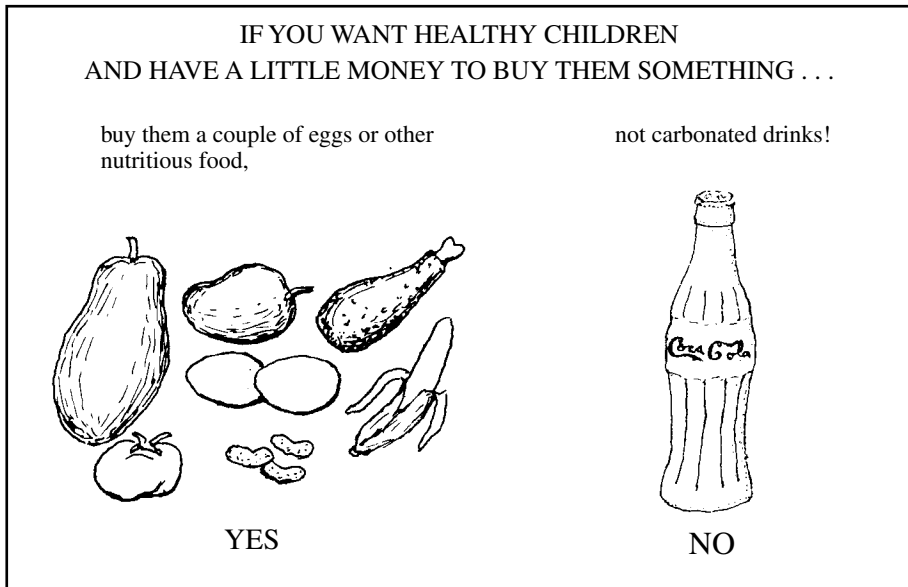 IF YOU WANT HEALTHY CHILDREN
AND HAVE A LITTLE MONEY TO BUY THEM SOMETHING . . .
buy them a couple of eggs or other
nutritious food,
not carbonated drinks!
Coca Cola
YES
NO